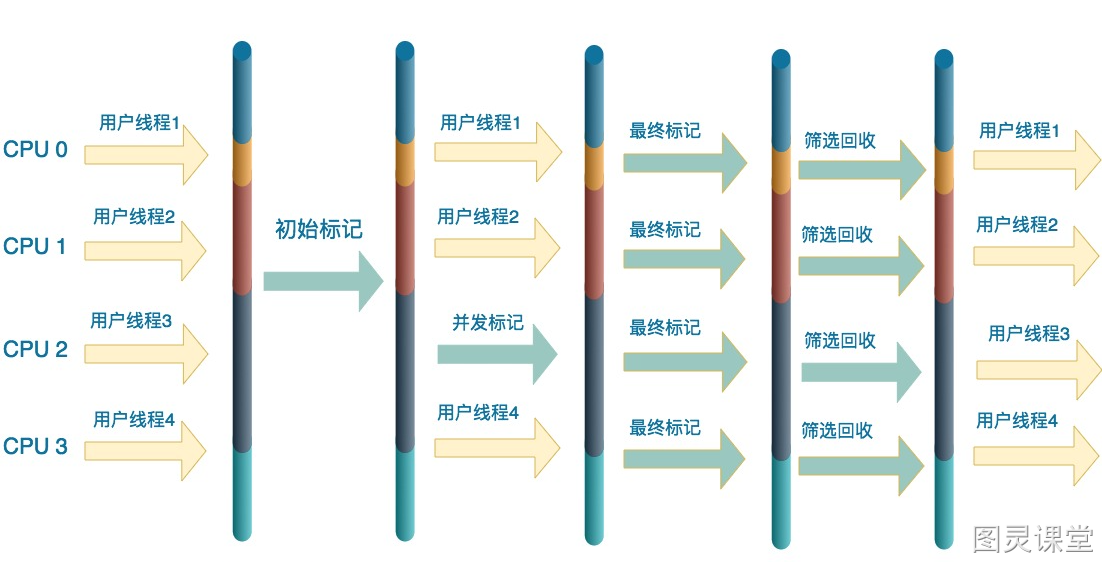 CPU 0
用户线程1
用户线程1
最终标记
筛选回收
用户线程1
CPU 1
用户线程2
初始标记
用户线程2
最终标记
筛选回收
用户线程2
CPU 2
用户线程3
并发标记
最终标记
筛选回收
用户线程3
CPU 3
用户线程4
用户线程4
最终标记
筛选回收
用户线程4
图灵课堂